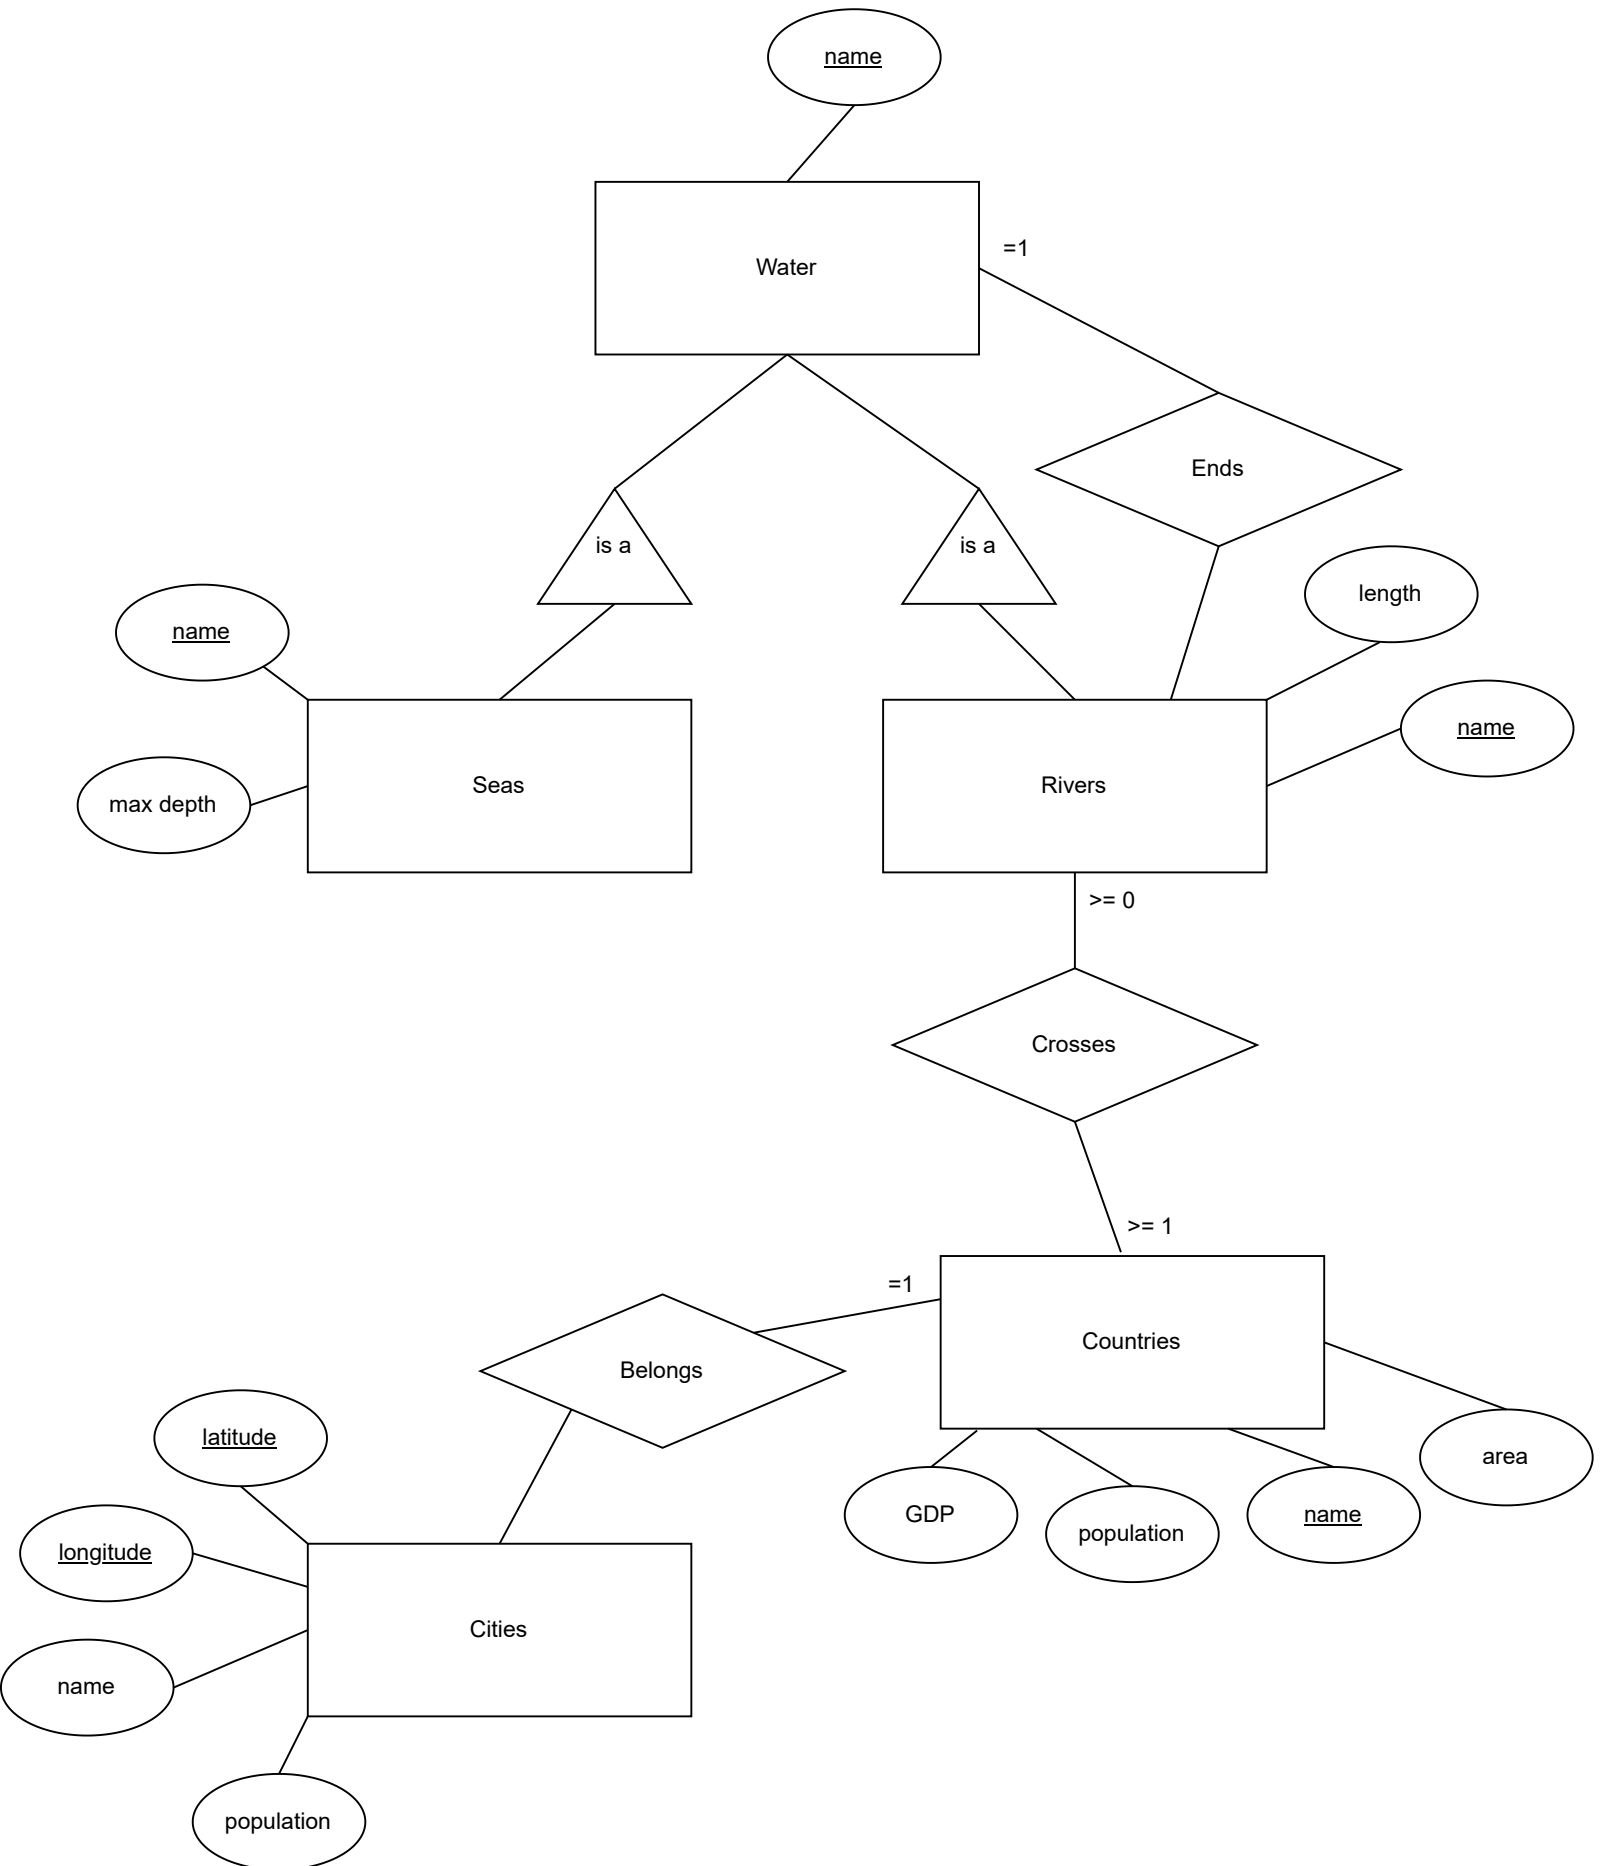 name
Water
=1
Ends
is a
is a
length
name
name
max depth
Seas
Rivers
>= 0
Crosses
>= 1
=1
Countries
Belongs
latitude
area
GDP
population
name
longitude
Cities
name
population